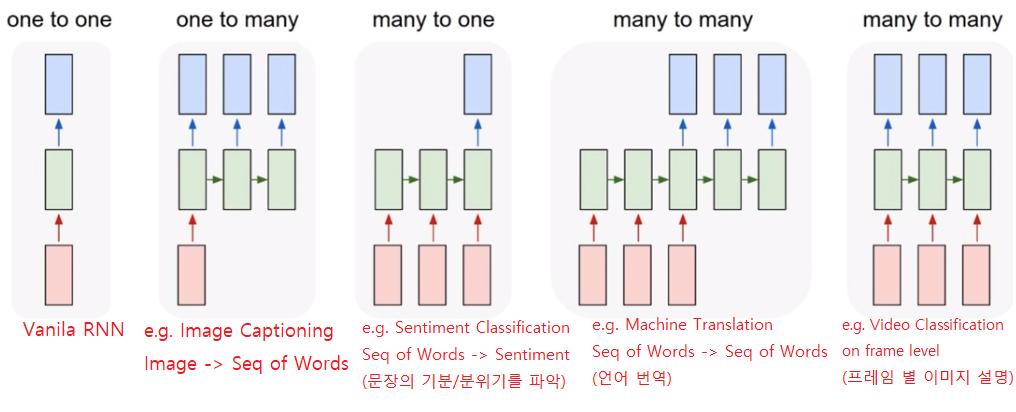 one to one
one to many
many to one
many to many
many to many
Vanila RNN
e.g. Image Captioning
Image -> Seq of Words
e.g. Sentiment Classification
Seq of Words -> Sentiment
(문장의 기분/분위기를 파악)
e.g. Machine Translation
Seq of Words -> Seq of Words
(언어 번역)
e.g. Video Classification
on frame level
(프레임 별 이미지 설명)